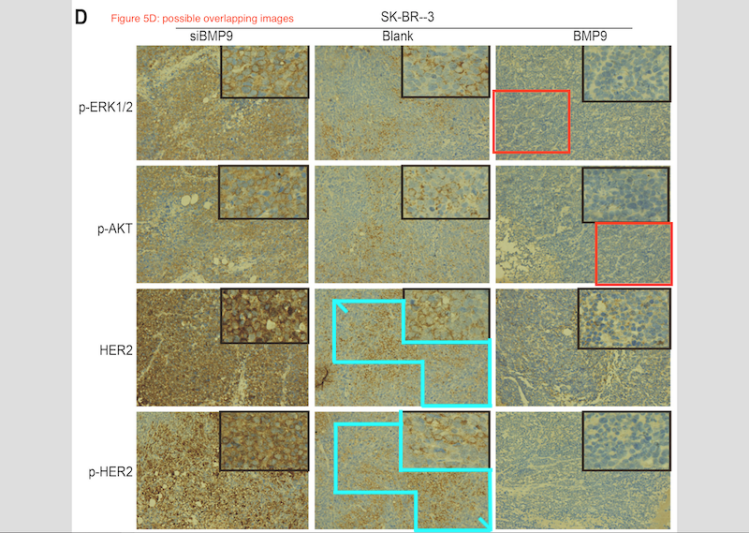 D
Figure 5D: possible overlapping images
SK-BR--3
siBMP9 Blank BMP9
p-ERK1/2
p-AKT
HER2
p-HER2